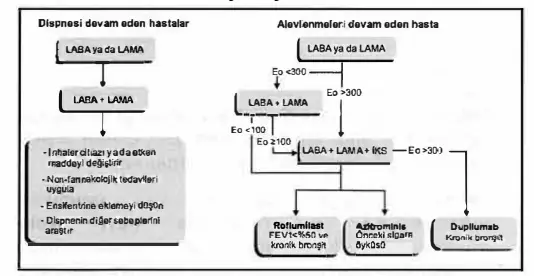 Dispnesi devam eden hastalar
LABA ya da LAMA
LABA + LAMA
- İnhaler cihazı ya da etken
maddeyi değiştir
- Non-farmakolojik tedavileri
uygula
- Ensifentrine eklemeyi düşün
- Dispnenin diğer sebeplerini
araştır
Alevlenmeleri devam eden hasta
LABA ya da LAMA
Eo <300
Eo >300
LABA + LAMA
Eo <100
Eo ≥100
LABA + LAMA + İKS
Eo>300
Roflumilast
FEV1<%50 ve
kronik bronşit
Azitromisin
Önceki sigara
öyküsü
Dupilumab
Kronik bronşit